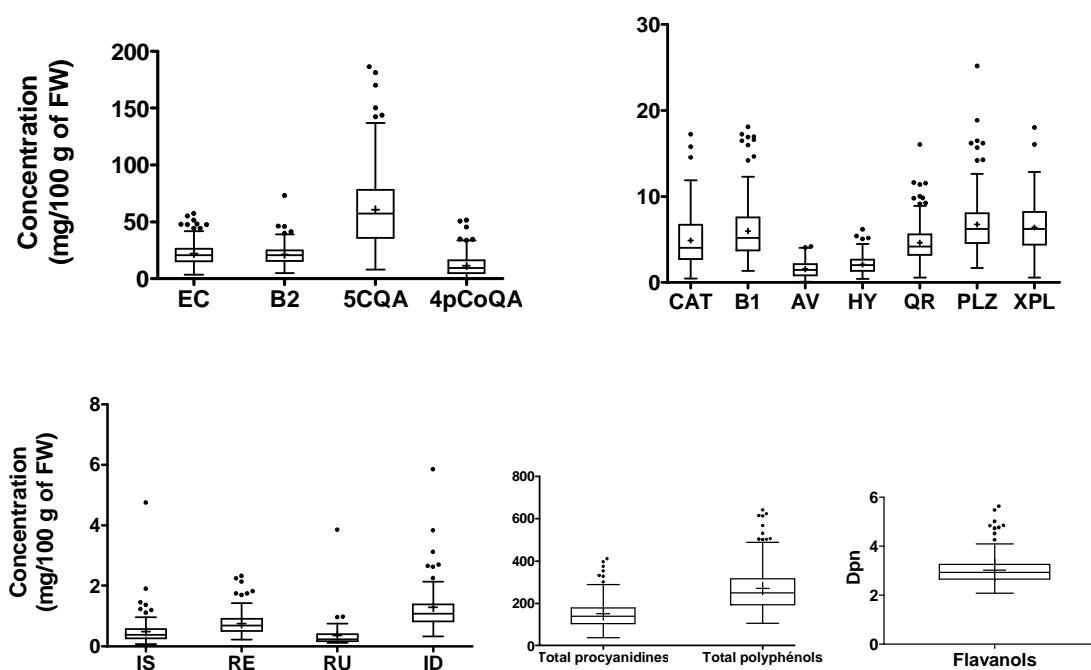 Concentration
(mg/100 g of FW)
200
150
100
50
0
EC B2 5CQA 4pCoQA
30
20
10
0
CAT B1 AV HY QR PLZ XPL
Concentration
(mg/100 g of FW)
8
6
4
2
0
IS RE RU ID
800
600
400
200
0
Total procyanidines Total polyphénols
Dpn
6
4
2
0
Flavanols